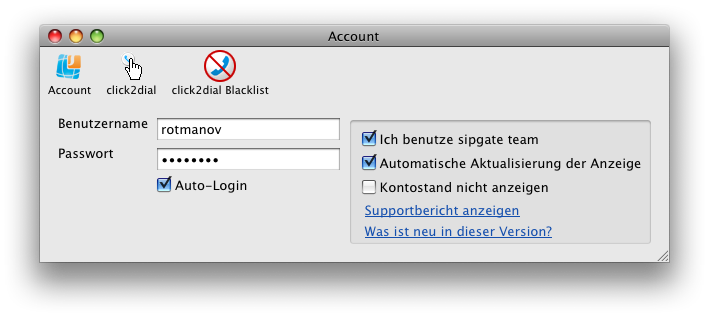 Account
Account click2dial click2dial Blacklist
Benutzername rotmanov
Passwort ••••••••
Auto-Login
Ich benutze sipgate team
Automatische Aktualisierung der Anzeige
Kontostand nicht anzeigen
Supportbericht anzeigen
Was ist neu in dieser Version?